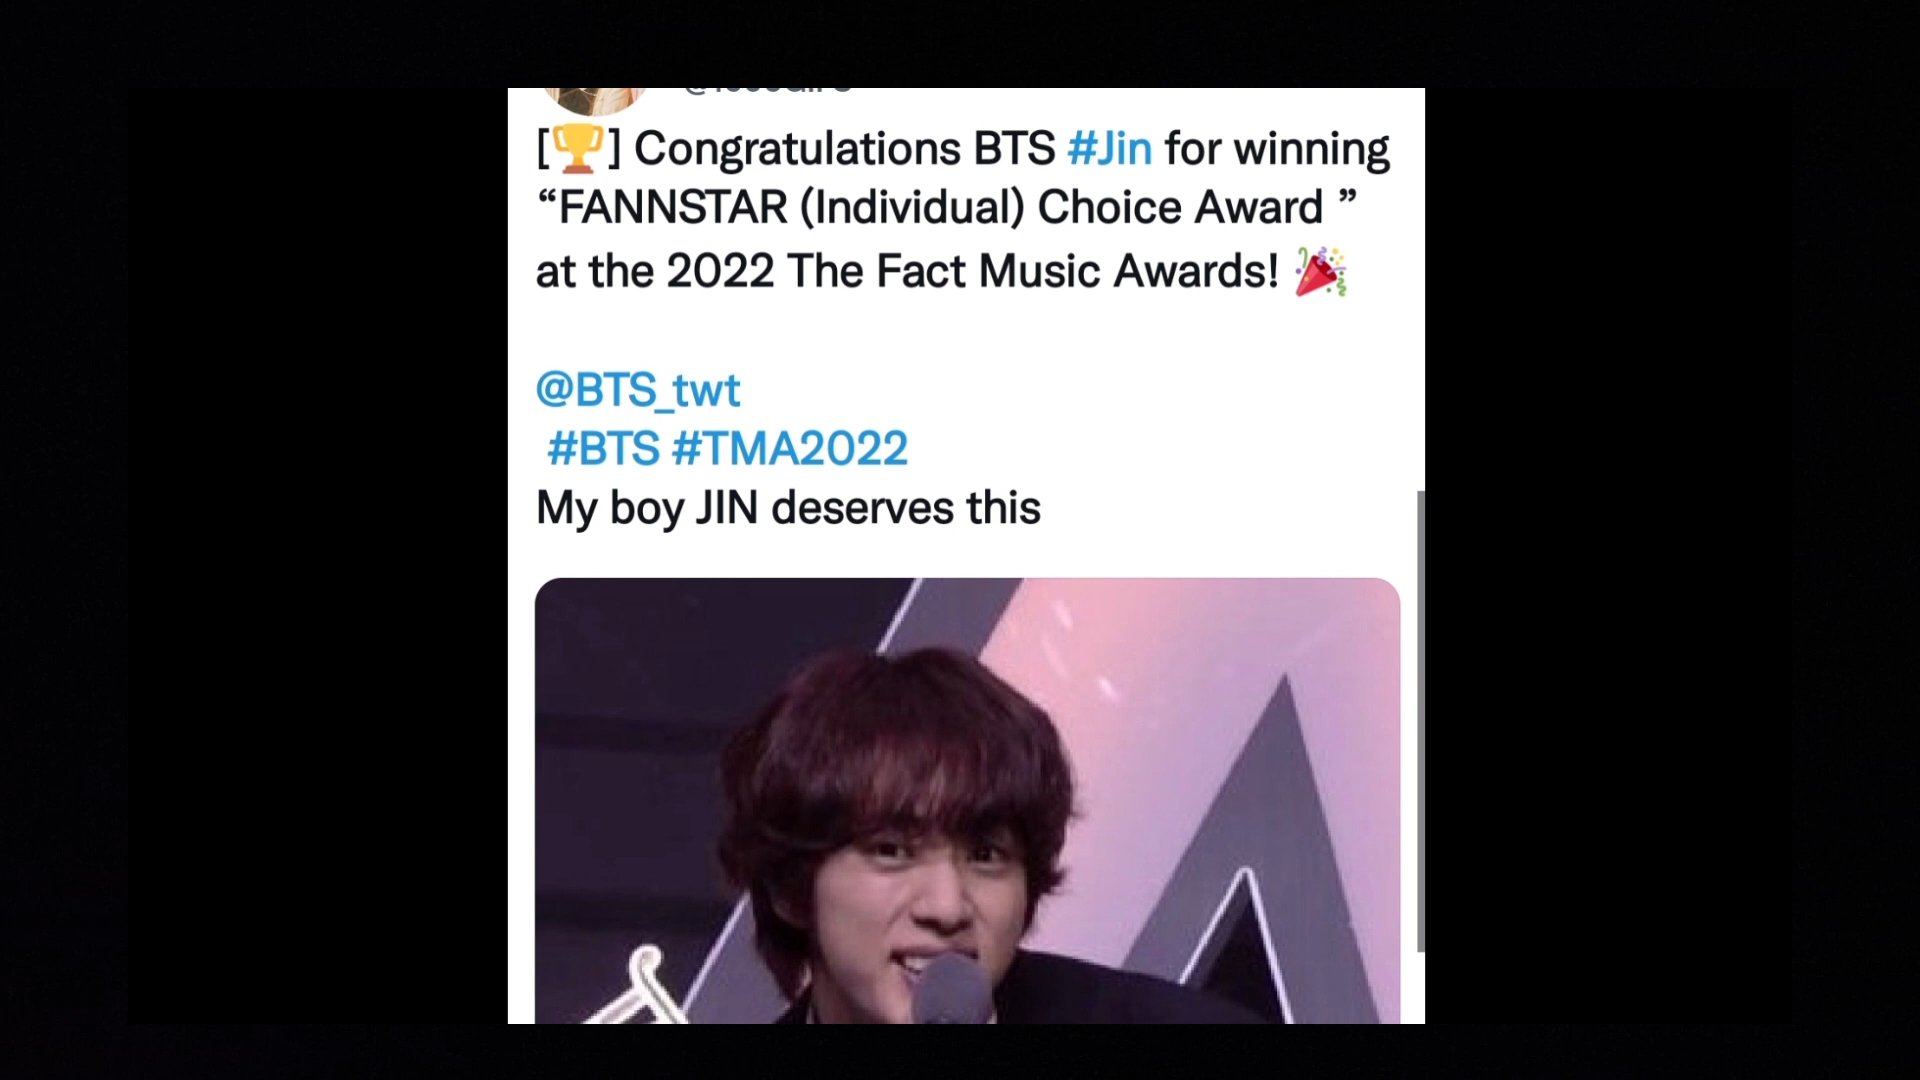 [🏆] Congratulations BTS #Jin for winning
“FANNSTAR (Individual) Choice Award ”
at the 2022 The Fact Music Awards! 🎉
@BTS_twt
#BTS #TMA2022
My boy JIN deserves this